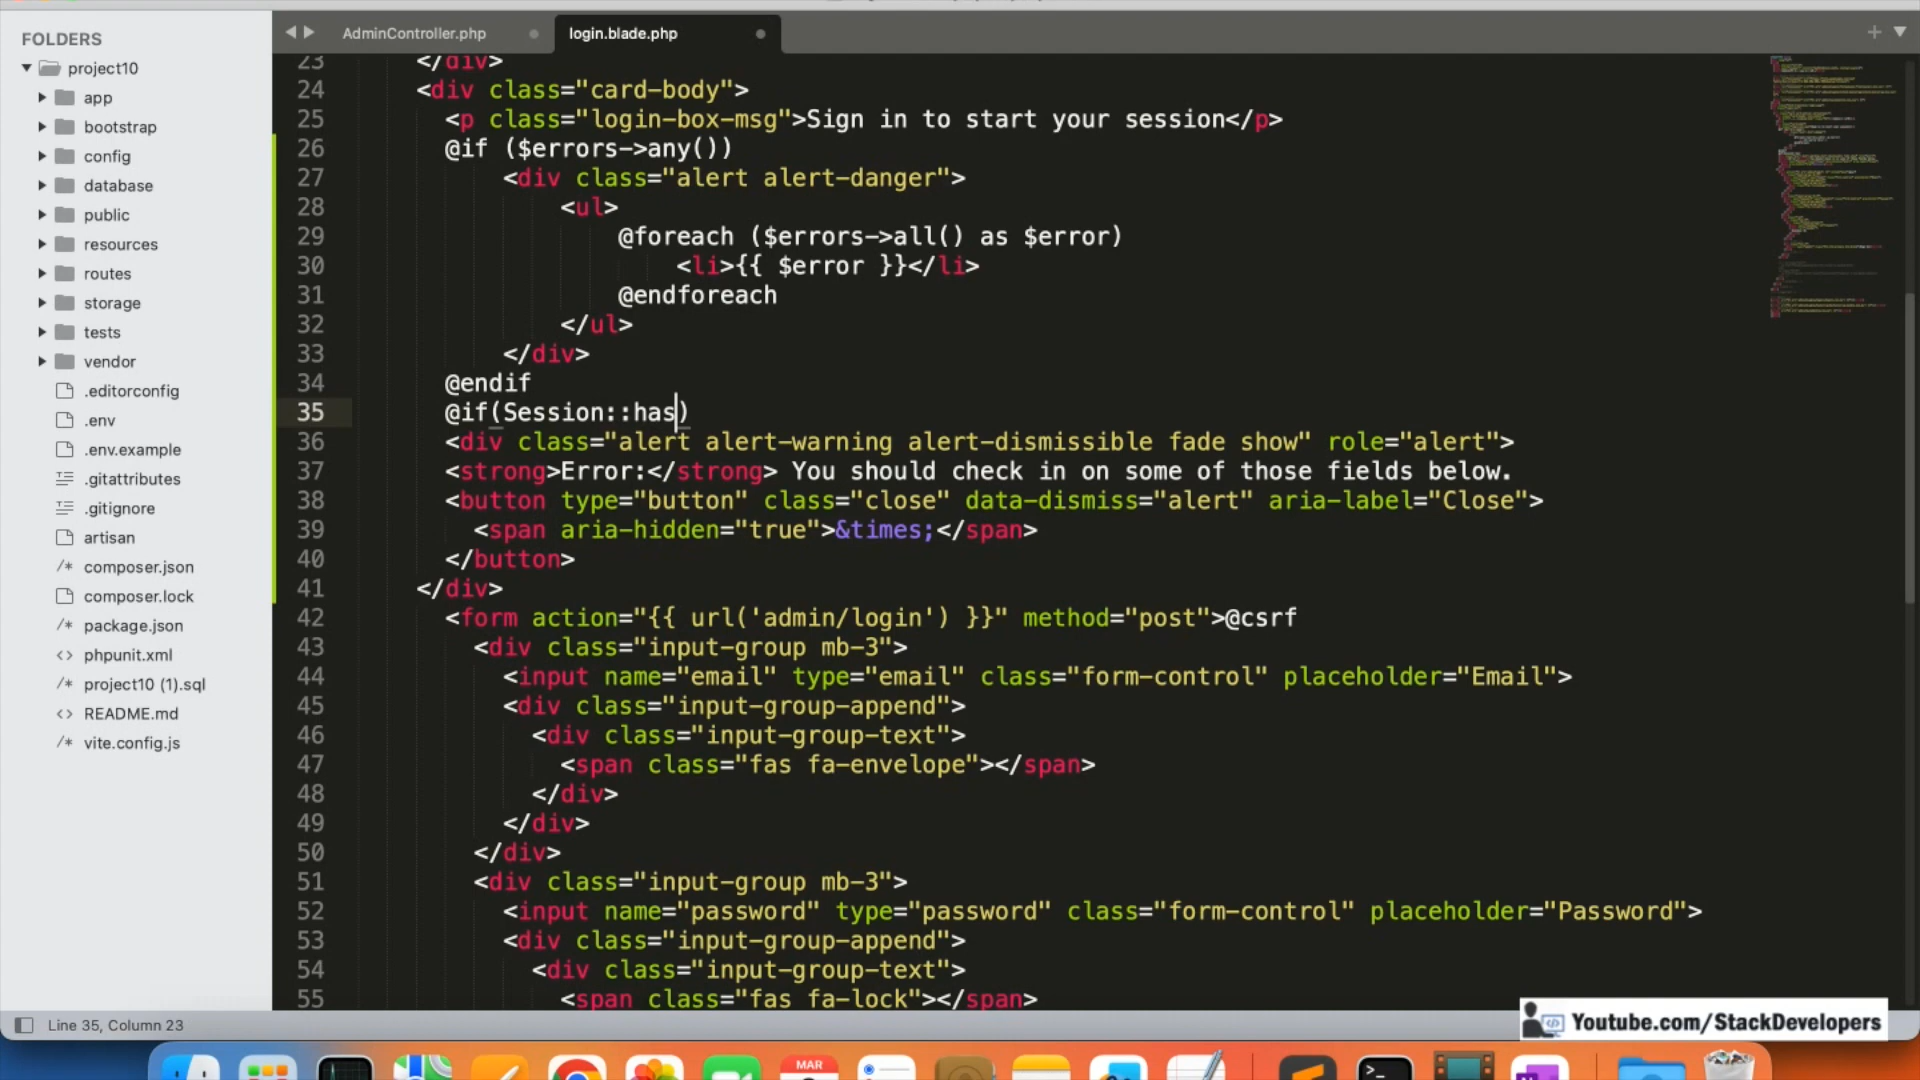 FOLDERS
project10
app
bootstrap
config
database
public
resources
routes
storage
tests
vendor
.editorconfig
.env
.env.example
.gitattributes
.gitignore
artisan
composer.json
composer.lock
package.json
phpunit.xml
project10 (1).sql
README.md
vite.config.js
AdminController.php
login.blade.php
23 </div>
24 <div class="card-body">
25 <p class="login-box-msg">Sign in to start your session</p>
26 @if ($errors->any())
27 <div class="alert alert-danger">
28 <ul>
29 @foreach ($errors->all() as $error)
30 <li>{{ $error }}</li>
31 @endforeach
32 </ul>
33 </div>
34 @endif
35 @if(Session::has)
36 <div class="alert alert-warning alert-dismissible fade show" role="alert">
37 <strong>Error:</strong> You should check in on some of those fields below.
38 <button type="button" class="close" data-dismiss="alert" aria-label="Close">
39 <span aria-hidden="true">&times;</span>
40 </button>
41 </div>
42 <form action="{{ url('admin/login') }}" method="post">@csrf
43 <div class="input-group mb-3">
44 <input name="email" type="email" class="form-control" placeholder="Email">
45 <div class="input-group-append">
46 <div class="input-group-text">
47 <span class="fas fa-envelope"></span>
48 </div>
49 </div>
50 </div>
51 <div class="input-group mb-3">
52 <input name="password" type="password" class="form-control" placeholder="Password">
53 <div class="input-group-append">
54 <div class="input-group-text">
55 <span class="fas fa-lock"></span>
Line 35, Column 23
Youtube.com/StackDevelopers
MAR